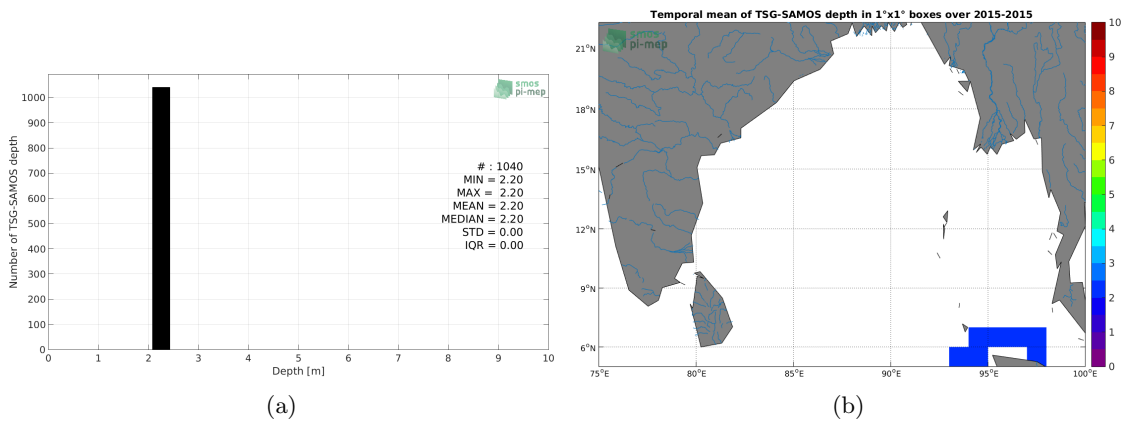 Temporal mean of TSG-SAMOS depth in 1°x1° boxes over 2015-2015
smos
pi-mep
Number of TSG-SAMOS depth
1000
900
800
700
600
500
400
300
200
100
0
# : 1040
MIN = 2.20
MAX = 2.20
MEAN = 2.20
MEDIAN = 2.20
STD = 0.00
IQR = 0.00
0 1 2 3 4 5 6 7 8 9 10
Depth [m]
(a)
smos
pi-mep
21°N
18°N
15°N
12°N
9°N
6°N
75°E 80°E 85°E 90°E 95°E 100°E
10
9
8
7
6
5
4
3
2
1
0
(b)